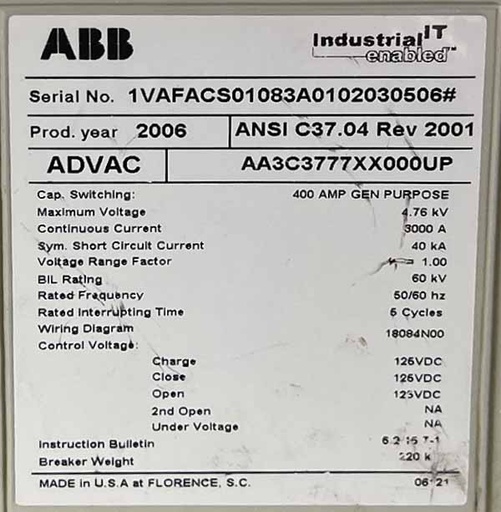 ABB
Industrial IT
enabled™
Serial No. 1VAFACS01083A0102030506#
Prod. year 2006 ANSI C37.04 Rev 2001
ADVAC AA3C3777XX000UP
Cap. Switching: 400 AMP GEN PURPOSE
Maximum Voltage 4.76 kV
Continuous Current 3000 A
Sym. Short Circuit Current 40 kA
Voltage Range Factor 1.00
BIL Rating 60 kV
Rated Frequency 50/60 hz
Rated Interrupting Time 5 Cycles
Wiring Diagram 18084N00
Control Voltage:
Charge 125VDC
Close 125VDC
Open 125VDC
2nd Open NA
Under Voltage NA
Instruction Bulletin
Breaker Weight 220 k
MADE in U.S.A at FLORENCE, S.C.